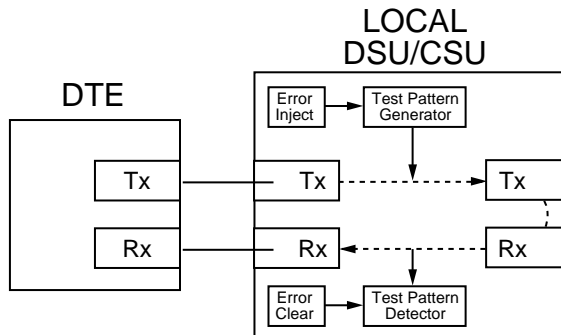 LOCAL
DSU/CSU
DTE
Error
Inject
Test Pattern
Generator
Tx
Tx
Tx
Rx
Rx
Rx
Error
Clear
Test Pattern
Detector